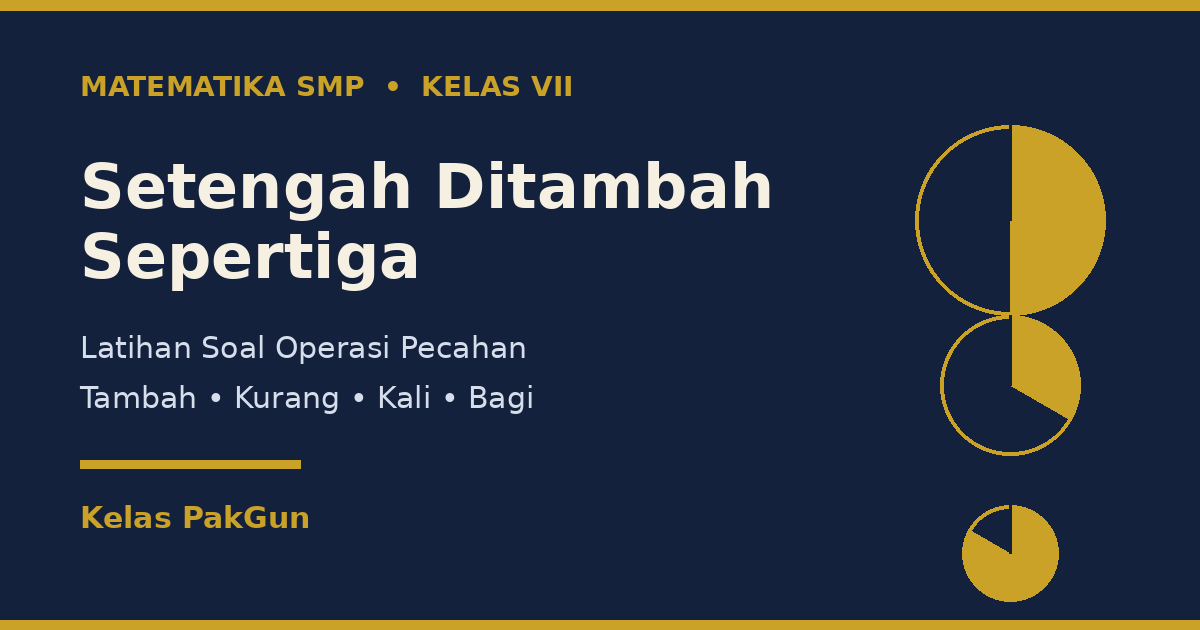 MATEMATIKA SMP • KELAS VII
Setengah Ditambah
Sepertiga
Latihan Soal Operasi Pecahan
Tambah • Kurang • Kali • Bagi
Kelas PakGun